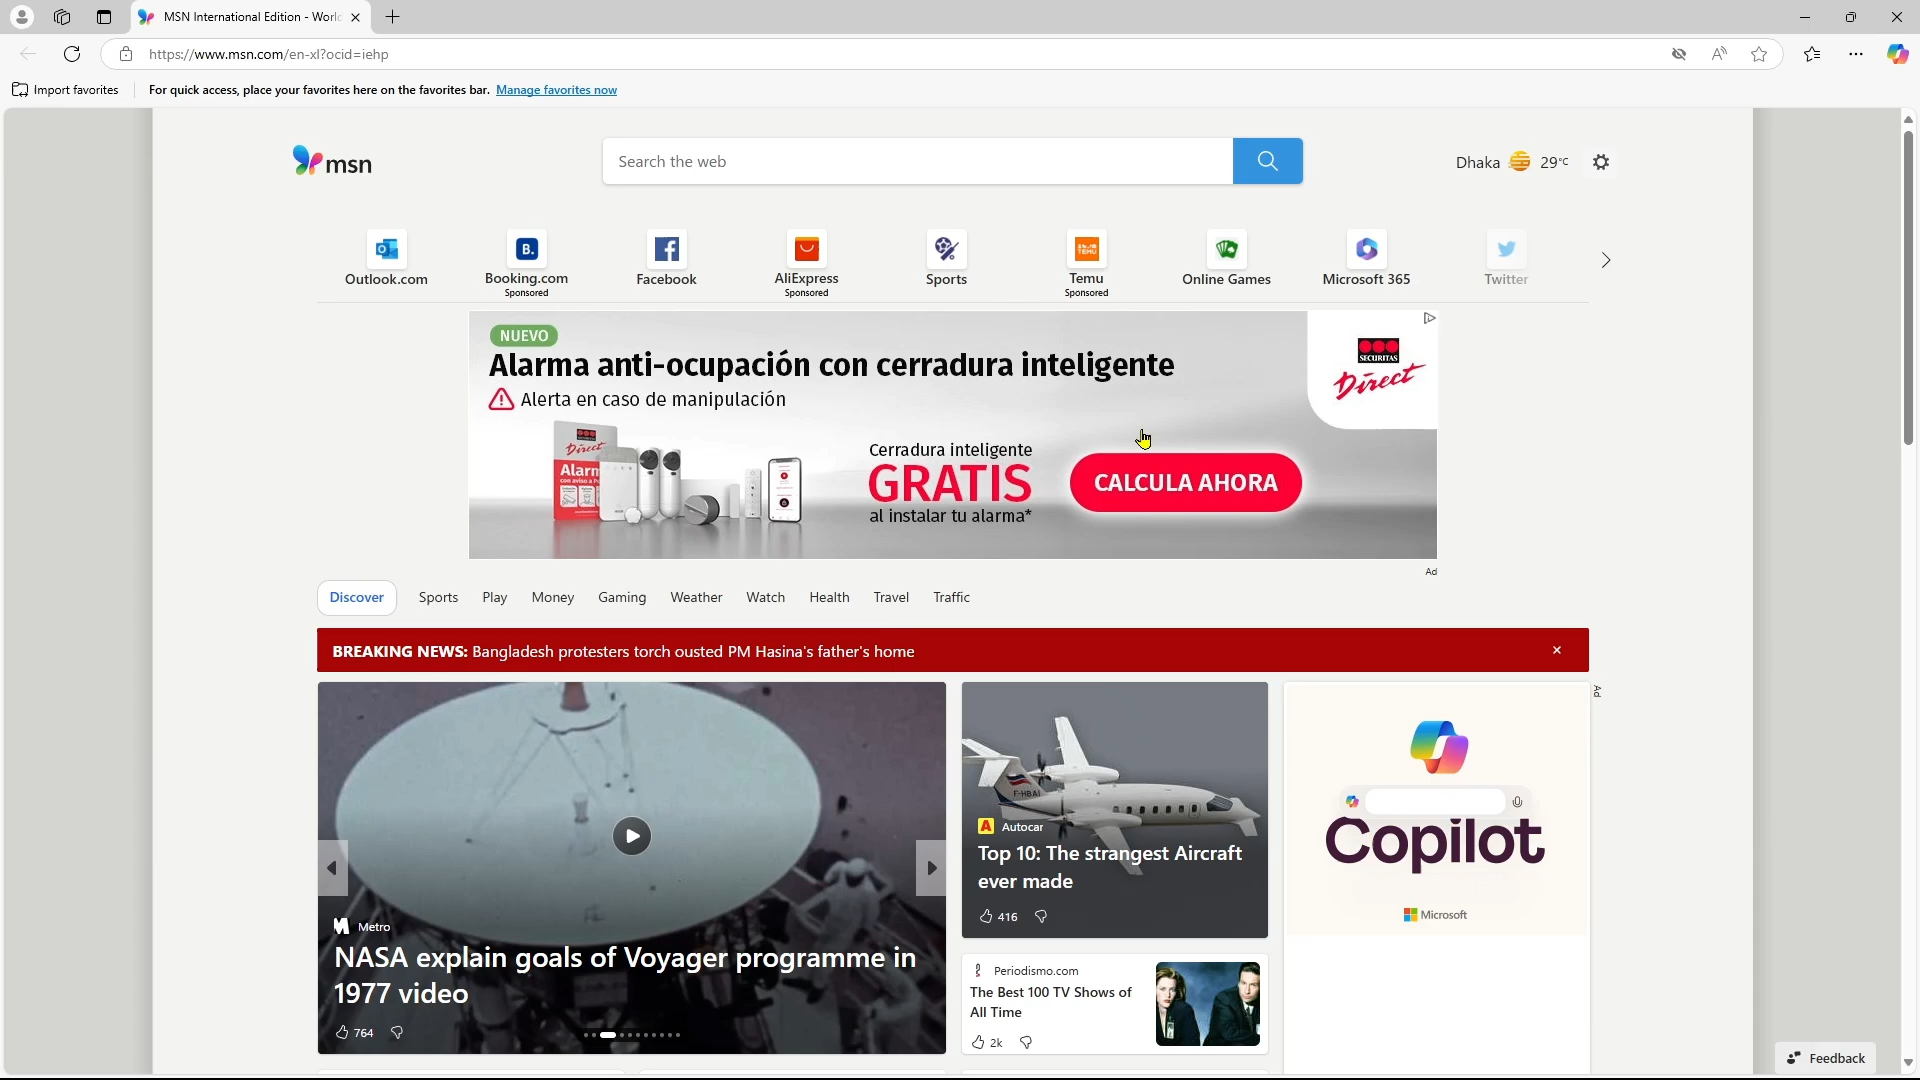 MSN International Edition - Worl
https://www.msn.com/en-xl?ocid=iehp
Import favorites
For quick access, place your favorites here on the favorites bar. Manage favorites now
msn
Search the web
Dhaka 29°C
Outlook.com
Booking.com
Sponsored
Facebook
AliExpress
Sponsored
Sports
Temu
Sponsored
Online Games
Microsoft 365
Twitter
NUEVO
Alarma anti-ocupación con cerradura inteligente
Alerta en caso de manipulación
SECURITAS
Direct
Cerradura inteligente
GRATIS
al instalar tu alarma*
CALCULA AHORA
Ad
Discover Sports Play Money Gaming Weather Watch Health Travel Traffic
BREAKING NEWS: Bangladesh protesters torch ousted PM Hasina's father's home
Metro
NASA explain goals of Voyager programme in
1977 video
764
F-HBAI
Autocar
Top 10: The strangest Aircraft
ever made
416
Periodismo.com
The Best 100 TV Shows of
All Time
2k
Ad
Copilot
Microsoft
Feedback